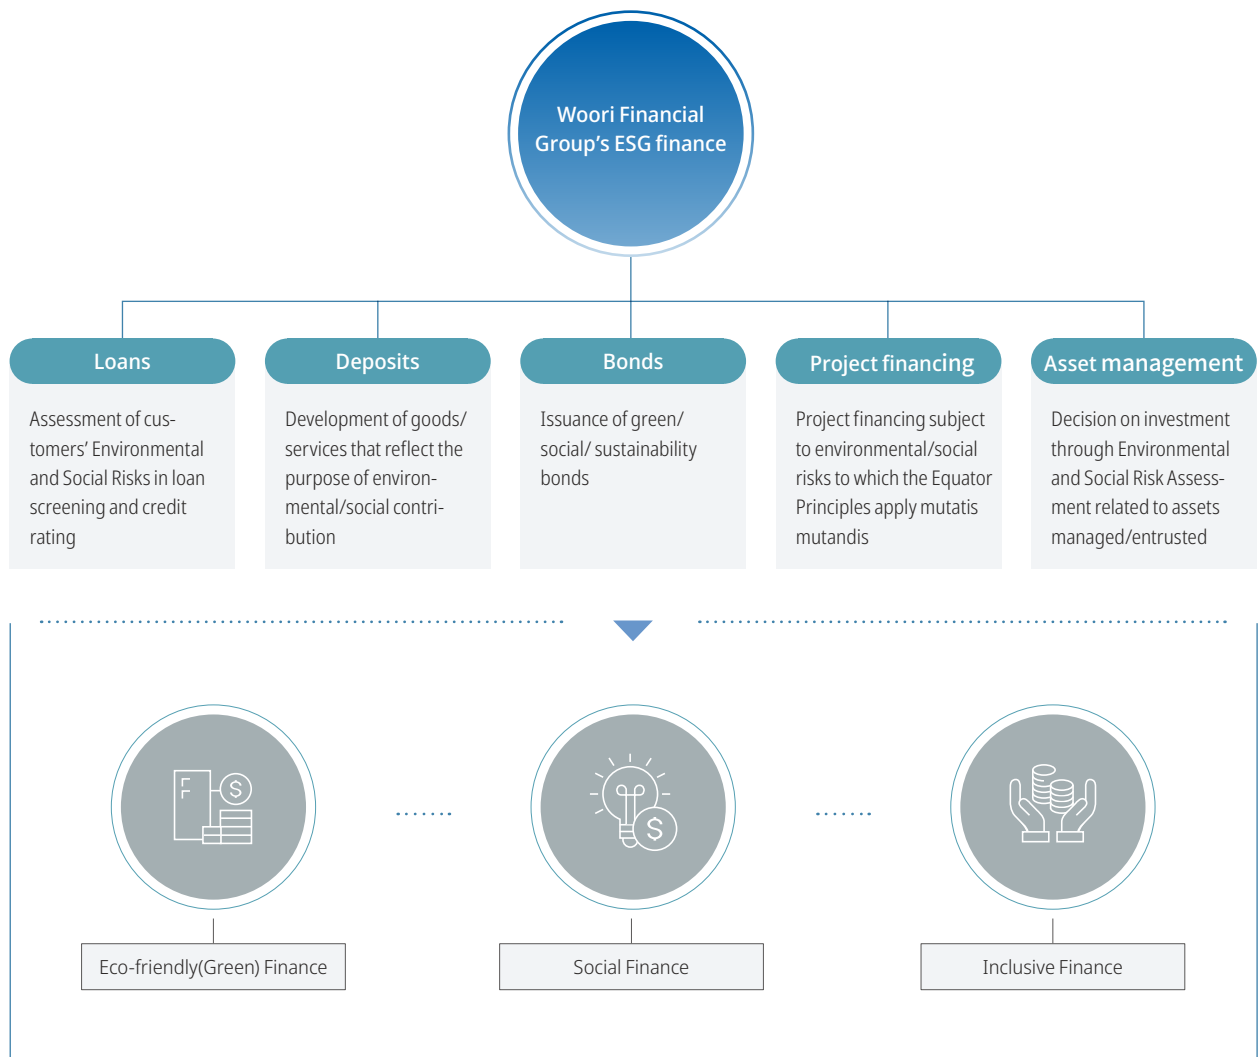 Woori Financial
Group's ESG finance
Loans
Assessment of cus-
tomers' Environmental
and Social Risks in loan
screening and credit
rating
Deposits
Development of goods/
services that reflect the
purpose of environ-
mental/social contri-
bution
Bonds
Issuance of green/
social/ sustainability
bonds
Project financing
Project financing subject
to environmental/social
risks to which the Equator
Principles apply mutatis
mutandis
Asset management
Decision on investment
through Environmental
and Social Risk Assess-
ment related to assets
managed/entrusted
F
F
$
$
Eco-friendly(Green) Finance
Social Finance
Inclusive Finance